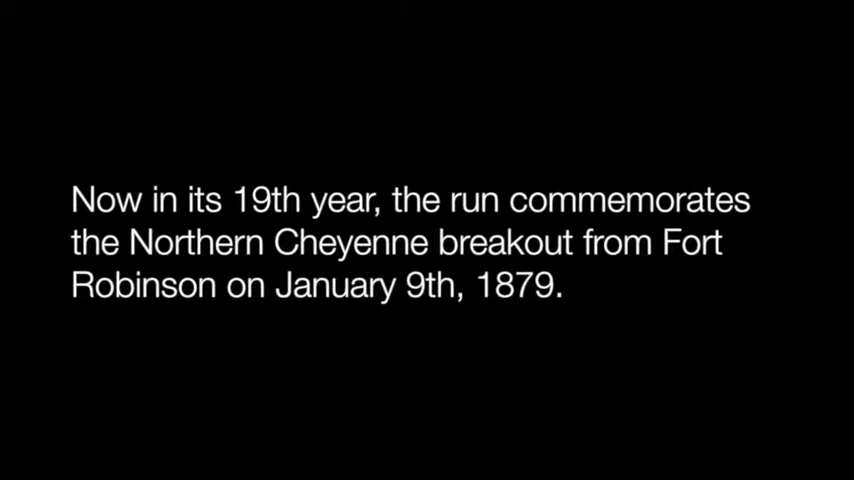 Now in its 19th year, the run commemorates
the Northern Cheyenne breakout from Fort
Robinson on January 9th, 1879.